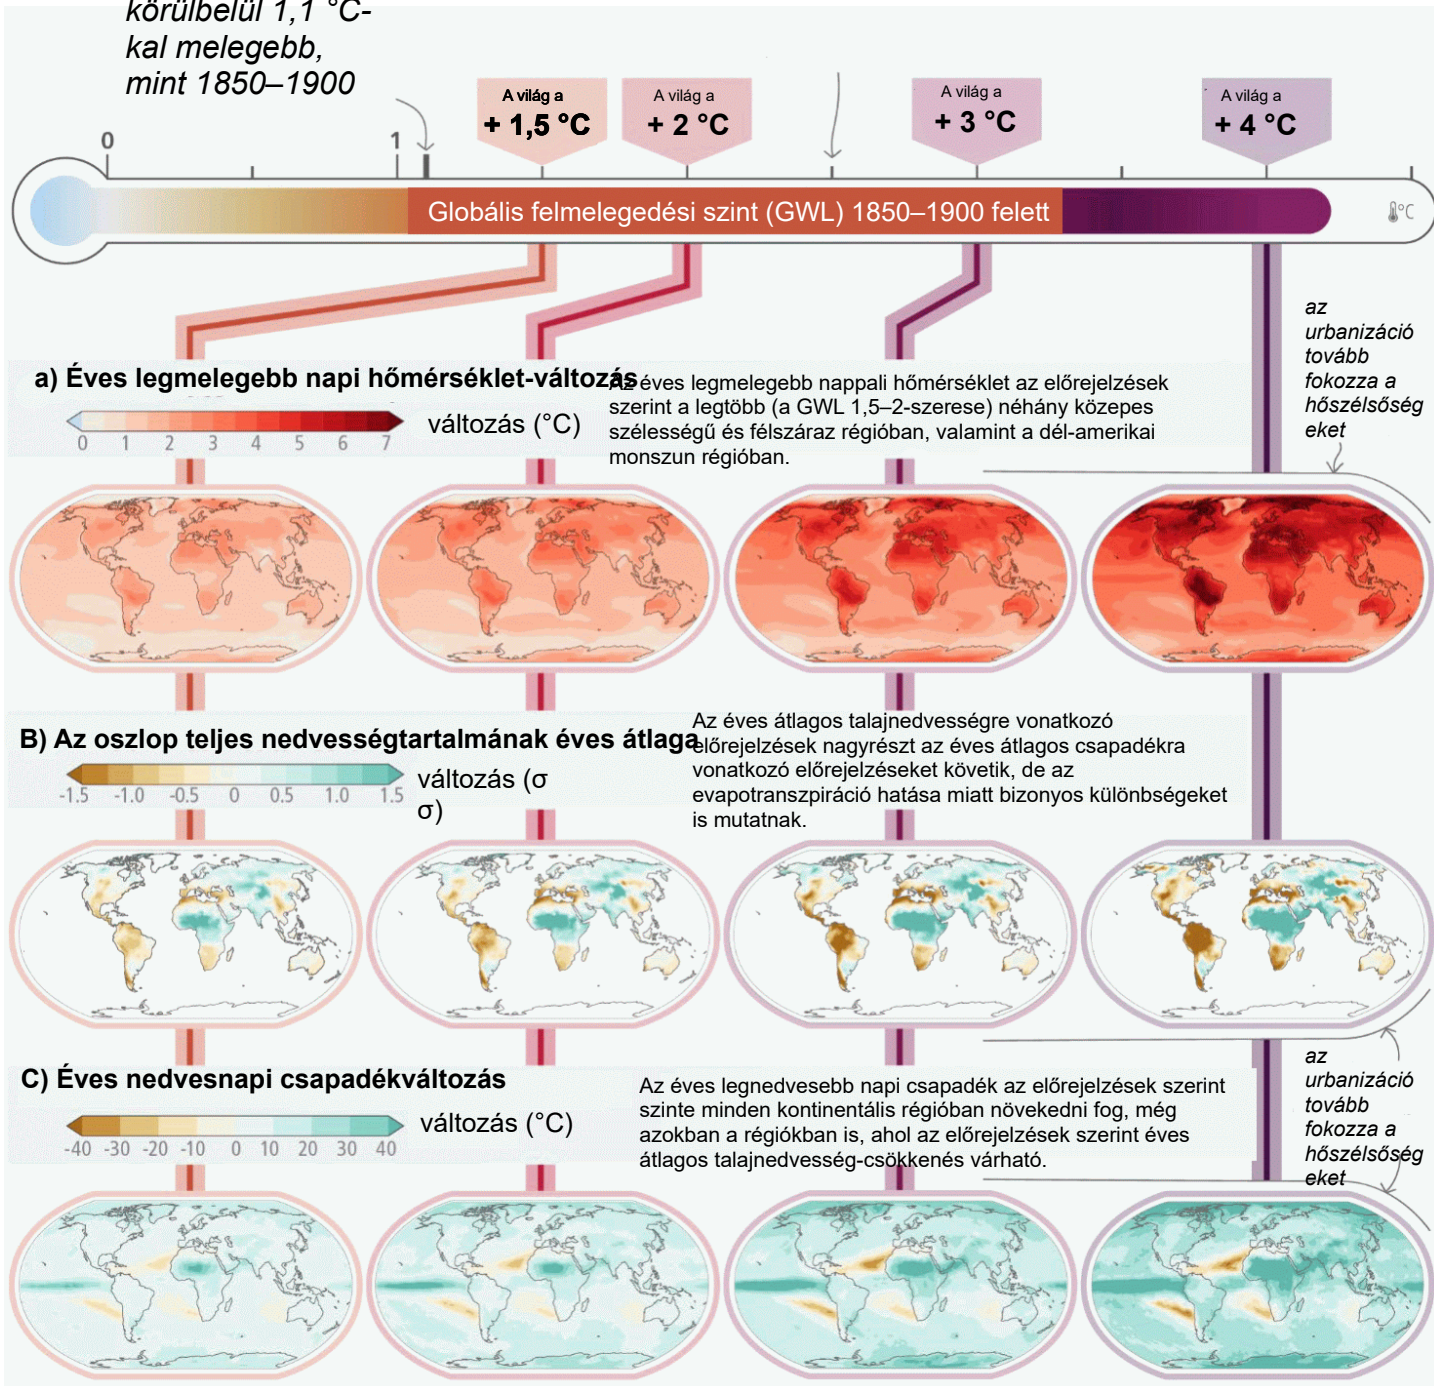 körülbelül 1,1 °C-
kal melegebb,
mint 1850–1900
A világ a
+ 1,5 °C
A világ a
+ 2 °C
A világ a
+ 3 °C
A világ a
+ 4 °C
0
1
Globális felmelegedési szint (GWL) 1850–1900 felett
°C
az
urbanizáció
tovább
fokozza a
hőszélsőség
eket
a) Éves legmelegebb napi hőmérséklet-változás
változás (°C)
0 1 2 3 4 5 6 7
Az éves legmelegebb nappali hőmérséklet az előrejelzések
szerint a legtöbb (a GWL 1,5–2-szerese) néhány közepes
szélességű és félszáraz régióban, valamint a dél-amerikai
monszun régióban.
B) Az oszlop teljes nedvességtartalmának éves átlaga
változás (σ
σ)
-1.5 -1.0 -0.5 0 0.5 1.0 1.5
Az éves átlagos talajnedvességre vonatkozó
előrejelzések nagyrészt az éves átlagos csapadékra
vonatkozó előrejelzéseket követik, de az
evapotranszpiráció hatása miatt bizonyos különbségeket
is mutatnak.
C) Éves nedvesnapi csapadékváltozás
változás (°C)
-40 -30 -20 -10 0 10 20 30 40
Az éves legnedvesebb napi csapadék az előrejelzések szerint
szinte minden kontinentális régióban növekedni fog, még
azokban a régiókban is, ahol az előrejelzések szerint éves
átlagos talajnedvesség-csökkenés várható.
az
urbanizáció
tovább
fokozza a
hőszélsőség
eket